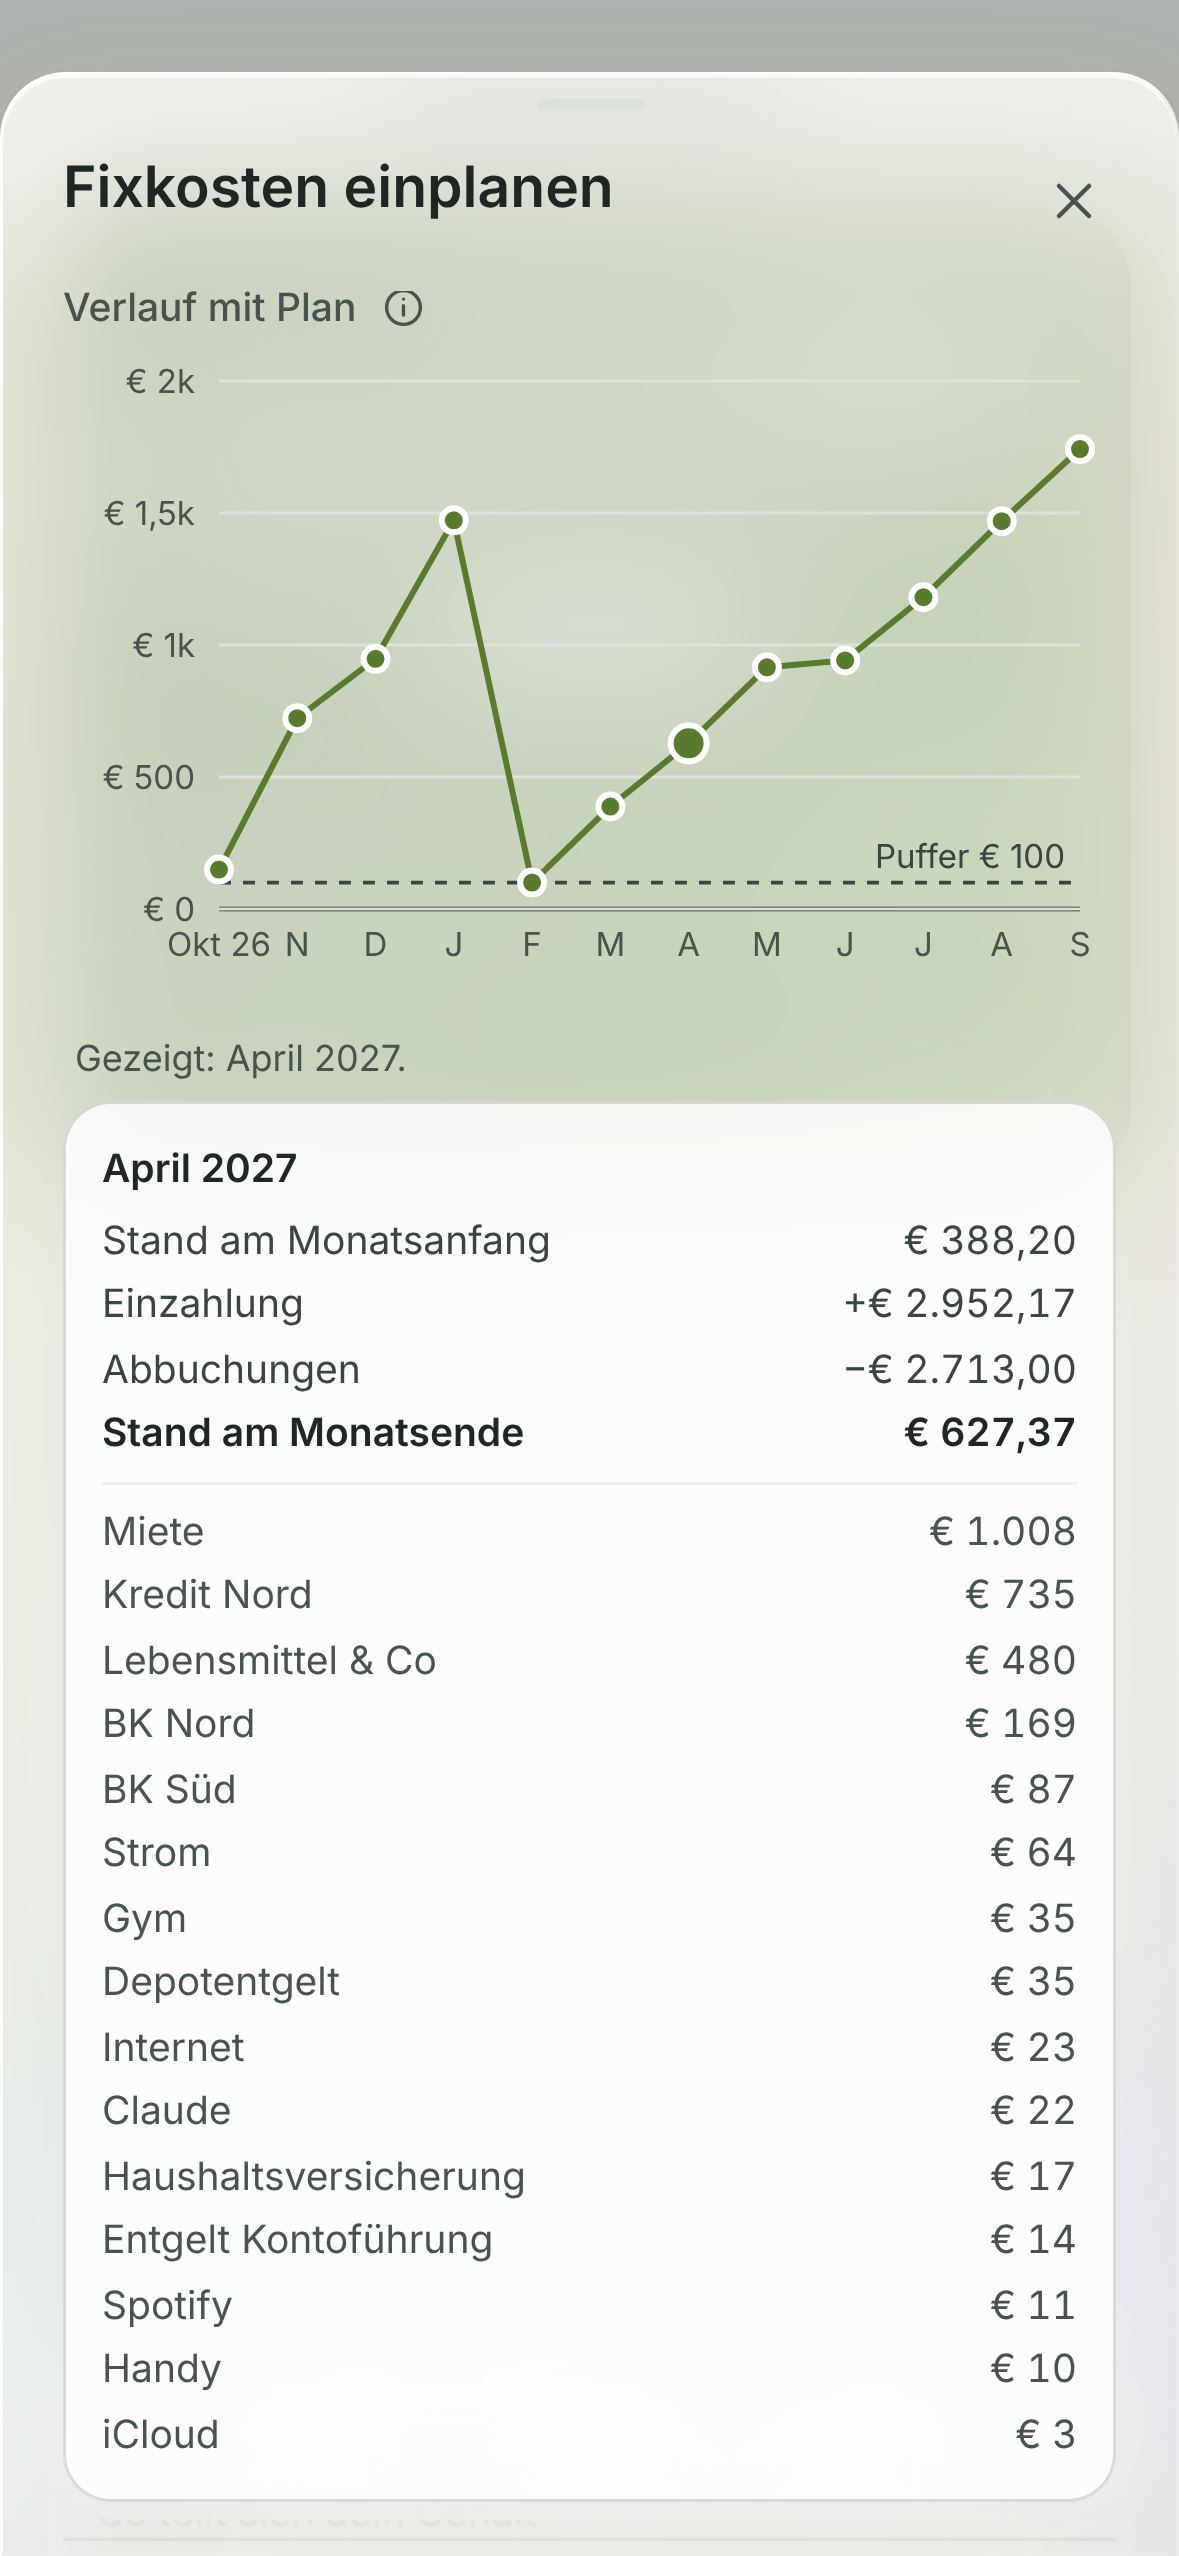 Fixkosten einplanen
Verlauf mit Plan
€ 2k
€ 1,5k
€ 1k
€ 500
Puffer € 100
€ 0
Okt 26 N D J F M A M J J A S
Gezeigt: April 2027.
April 2027
Stand am Monatsanfang € 388,20
Einzahlung +€ 2.952,17
Abbuchungen −€ 2.713,00
Stand am Monatsende € 627,37
Miete € 1.008
Kredit Nord € 735
Lebensmittel & Co € 480
BK Nord € 169
BK Süd € 87
Strom € 64
Gym € 35
Depotentgelt € 35
Internet € 23
Claude € 22
Haushaltsversicherung € 17
Entgelt Kontoführung € 14
Spotify € 11
Handy € 10
iCloud € 3